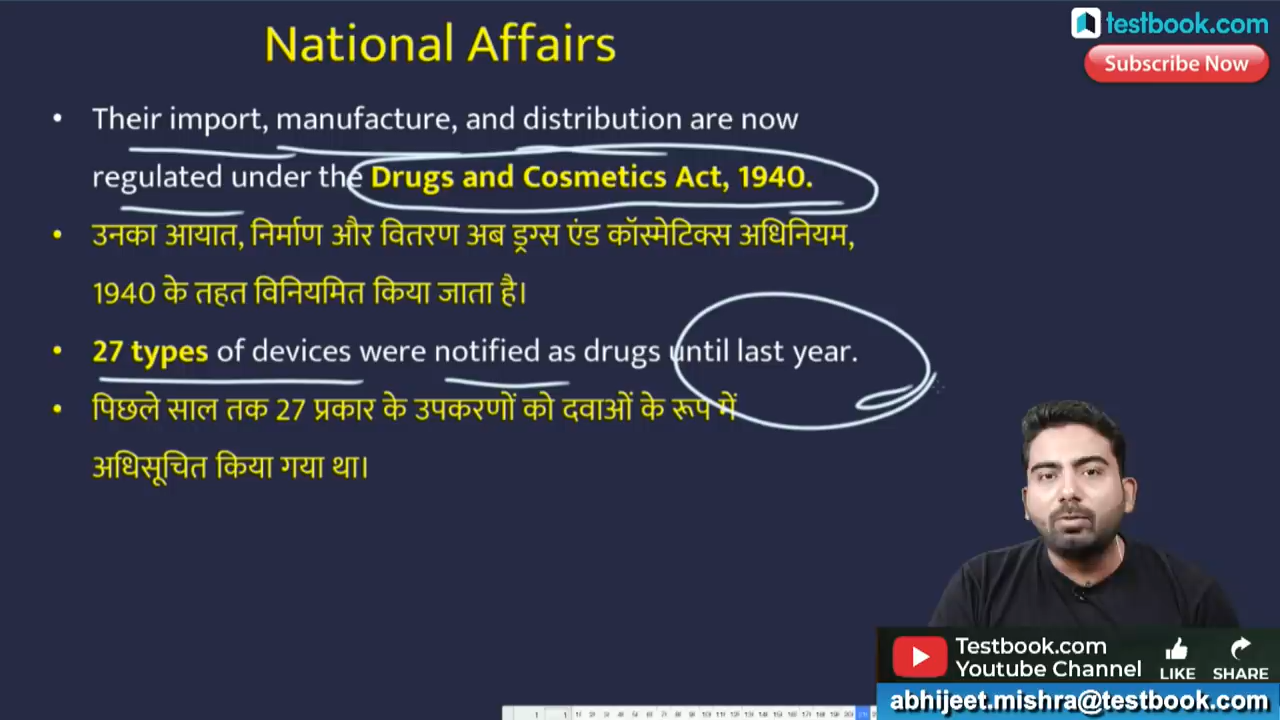 National Affairs
testbook.com
Subscribe Now
• Their import, manufacture, and distribution are now
regulated under the Drugs and Cosmetics Act, 1940.
• उनका आयात, निर्माण और वितरण अब ड्रग्स एंड कॉस्मेटिक्स अधिनियम,
1940 के तहत विनियमित किया जाता है।
• 27 types of devices were notified as drugs until last year.
• पिछले साल तक 27 प्रकार के उपकरणों को दवाओं के रूप में
अधिसूचित किया गया था।
Testbook.com
Youtube Channel
LIKE
SHARE
abhijeet.mishra@testbook.com